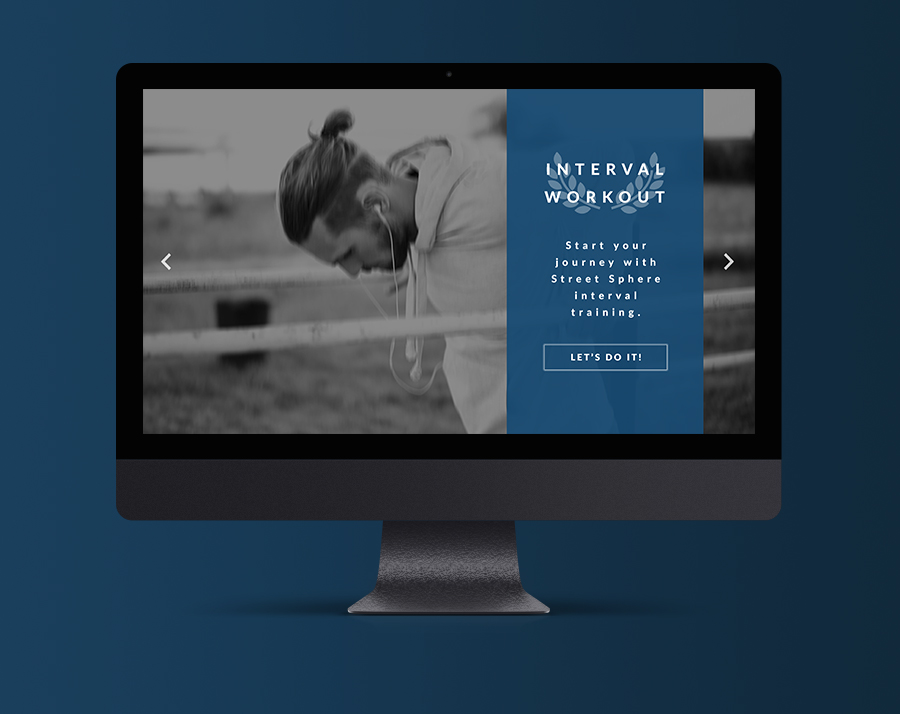 INTERVAL
WORKOUT
Start your
journey with
Street Sphere
interval
training.
LET'S DO IT!